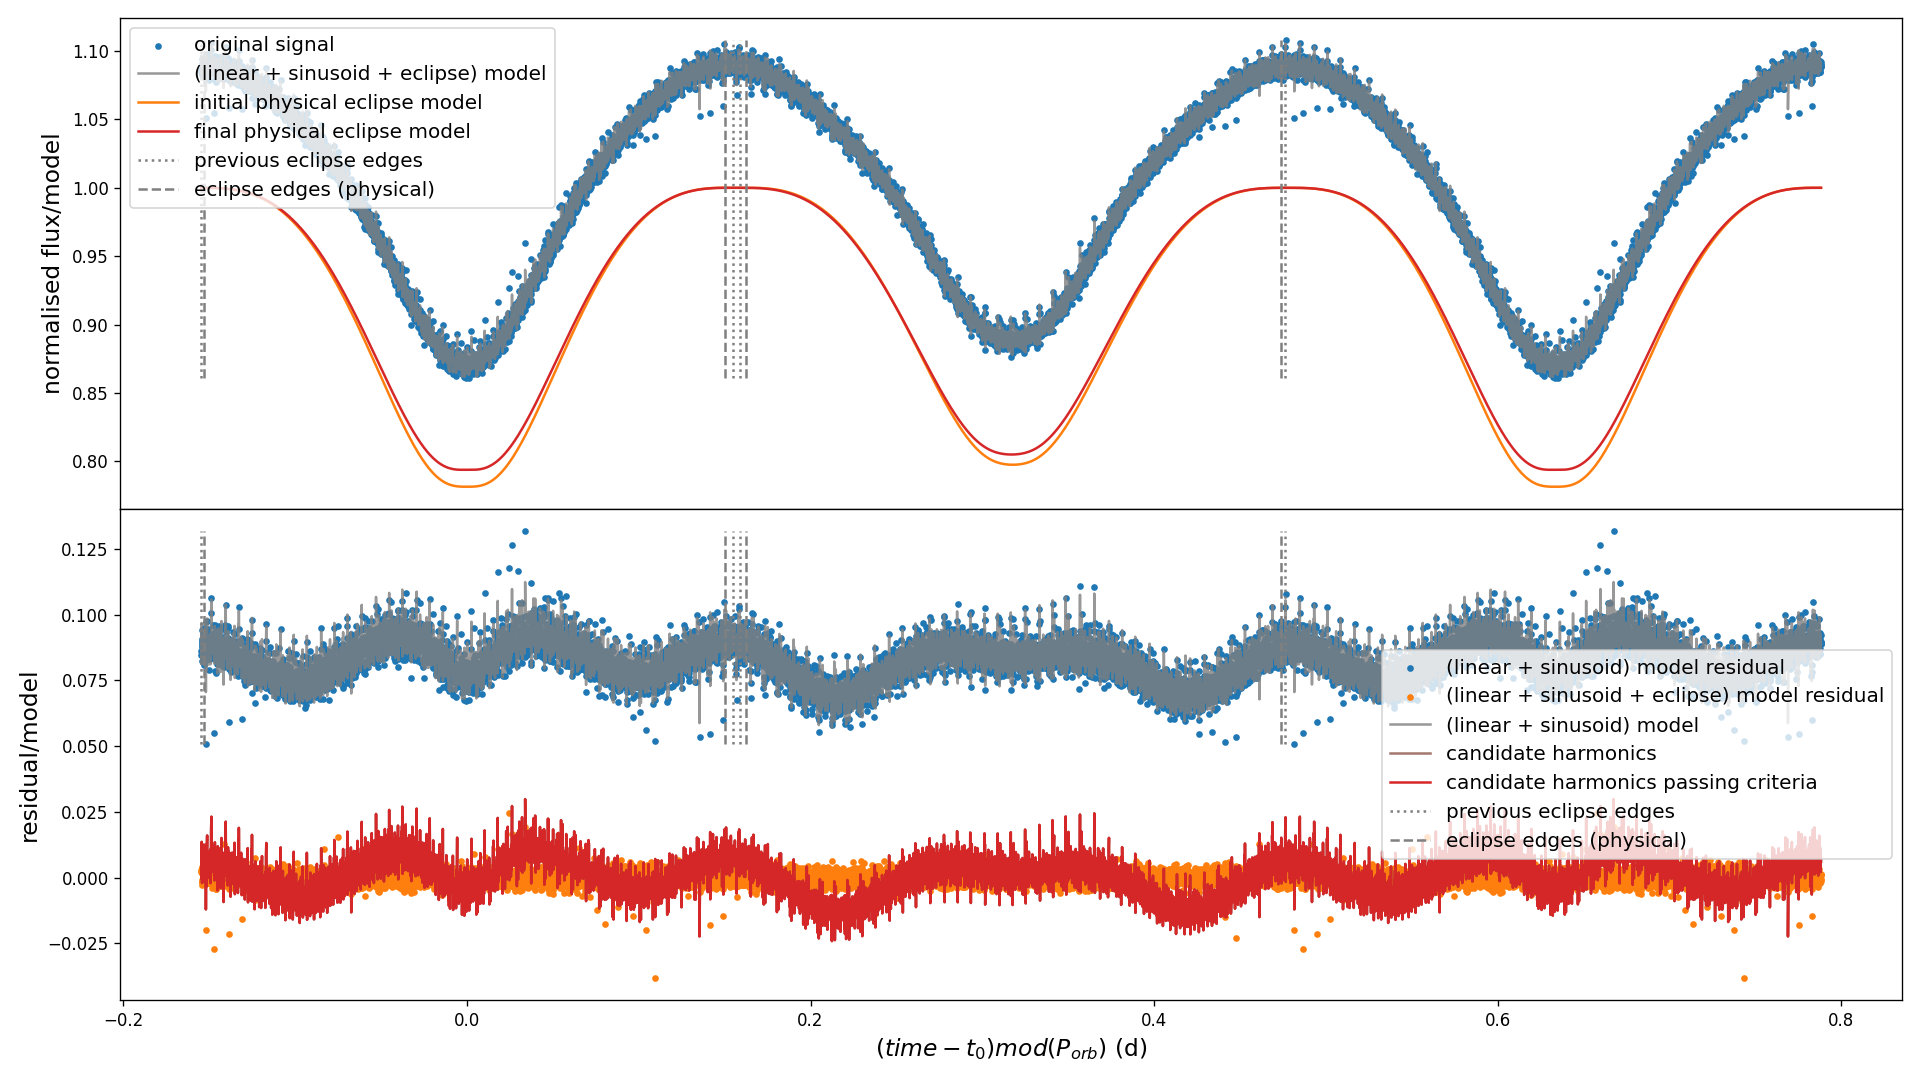 original signal
(linear + sinusoid + eclipse) model
initial physical eclipse model
final physical eclipse model
previous eclipse edges
eclipse edges (physical)
normalised flux/model
1.10
1.05
1.00
0.95
0.90
0.85
0.80
(linear + sinusoid) model residual
(linear + sinusoid + eclipse) model residual
(linear + sinusoid) model
candidate harmonics
candidate harmonics passing criteria
previous eclipse edges
eclipse edges (physical)
residual/model
0.125
0.100
0.075
0.050
0.025
0.000
−0.025
−0.2 0.0 0.2 0.4 0.6 0.8
(time − t₀)mod(P_orb) (d)